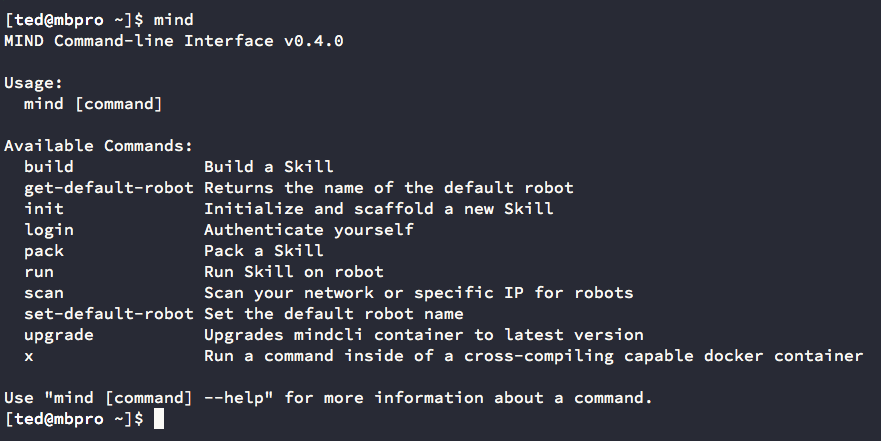 [ted@mbpro ~]$ mind
MIND Command-line Interface v0.4.0

Usage:
  mind [command]

Available Commands:
  build             Build a Skill
  get-default-robot Returns the name of the default robot
  init              Initialize and scaffold a new Skill
  login             Authenticate yourself
  pack              Pack a Skill
  run               Run Skill on robot
  scan              Scan your network or specific IP for robots
  set-default-robot Set the default robot name
  upgrade           Upgrades mindcli container to latest version
  x                 Run a command inside of a cross-compiling capable docker container

Use "mind [command] --help" for more information about a command.
[ted@mbpro ~]$